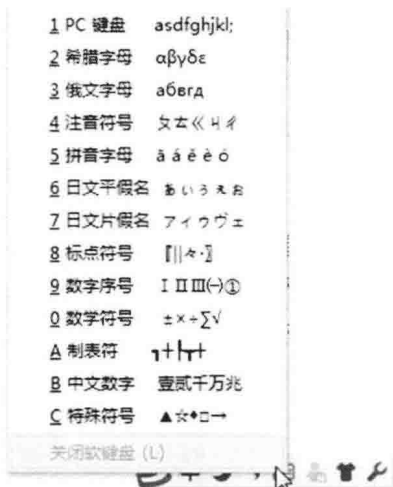 1 PC 键盘 asdfghjkl;
2 希腊字母 αβγδε
3 俄文字母 абвгд
4 注音符号 ㄆㄊㄍㄐㄔ
5 拼音字母 āáěèó
6 日文平假名 あぃぅぇぉ
7 日文片假名 アィゥヴェ
8 标点符号 〖‖々·〗
9 数字序号 ⅠⅡⅢ㈠①
0 数学符号 ±×÷∑√
A 制表符 ┒┼┝┭┼
B 中文数字 壹贰千万兆
C 特殊符号 ▲☆◆□→
关闭软键盘 (L)